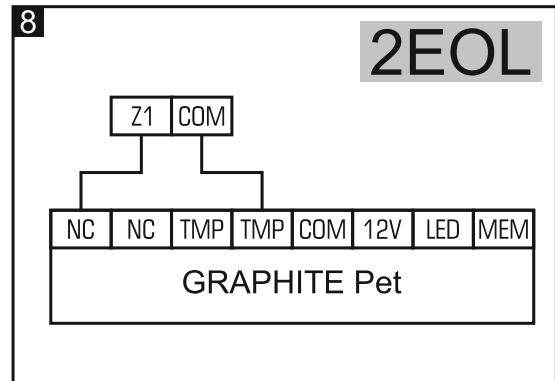 8
2EOL
Z1 COM
NC NC TMP TMP COM 12V LED MEM
GRAPHITE Pet